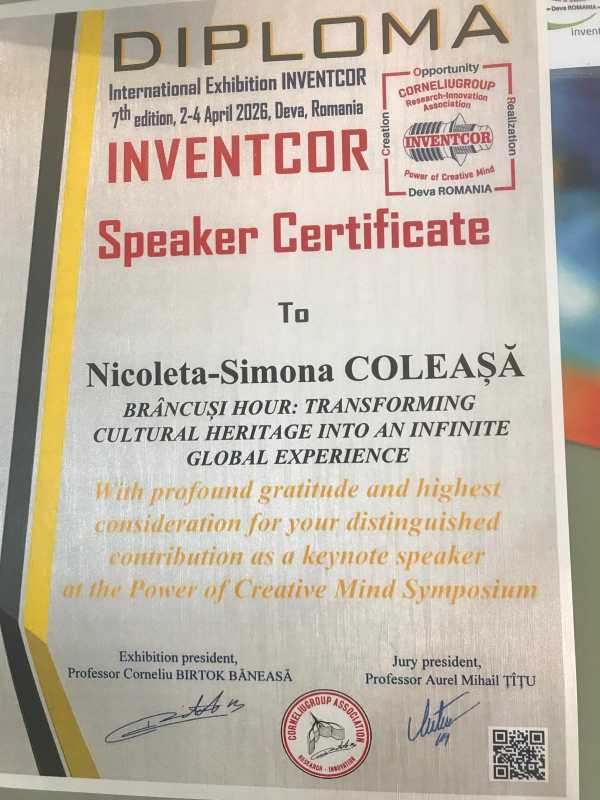 DIPLOMA
International Exhibition INVENTCOR
7th edition, 2-4 April 2026, Deva, Romania
INVENTCOR
Opportunity
CORNELIUGROUP
Research-Innovation
Association
Creation
Realization
INVENTCOR
Power of Creative Mind
Deva ROMANIA
Speaker Certificate
To
Nicoleta-Simona COLEAȘĂ
BRÂNCUȘI HOUR: TRANSFORMING
CULTURAL HERITAGE INTO AN INFINITE
GLOBAL EXPERIENCE
With profound gratitude and highest
consideration for your distinguished
contribution as a keynote speaker
at the Power of Creative Mind Symposium
Exhibition president,
Professor Corneliu BIRTOK BĂNEASĂ
Jury president,
Professor Aurel Mihail ȚÎȚU
CORNELIUGROUP ASSOCIATION
RESEARCH - INNOVATION
Deva ROMANIA
invent